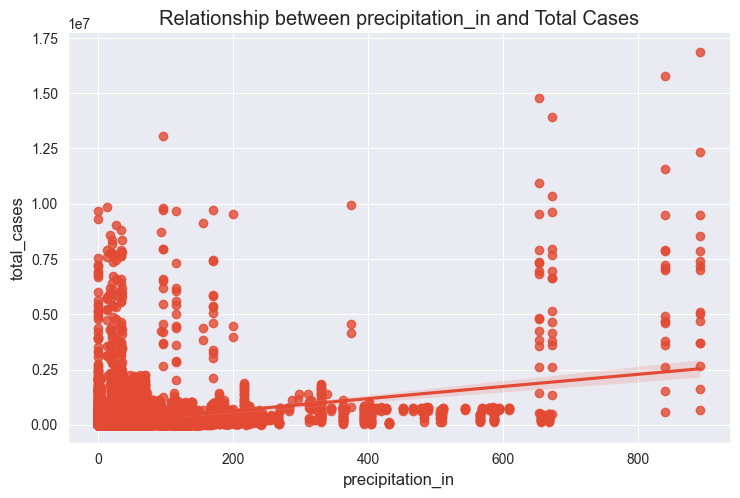 Relationship between precipitation_in and Total Cases
1e7
1.75
1.50
1.25
1.00
0.75
0.50
0.25
0.00
total_cases
0 200 400 600 800
precipitation_in